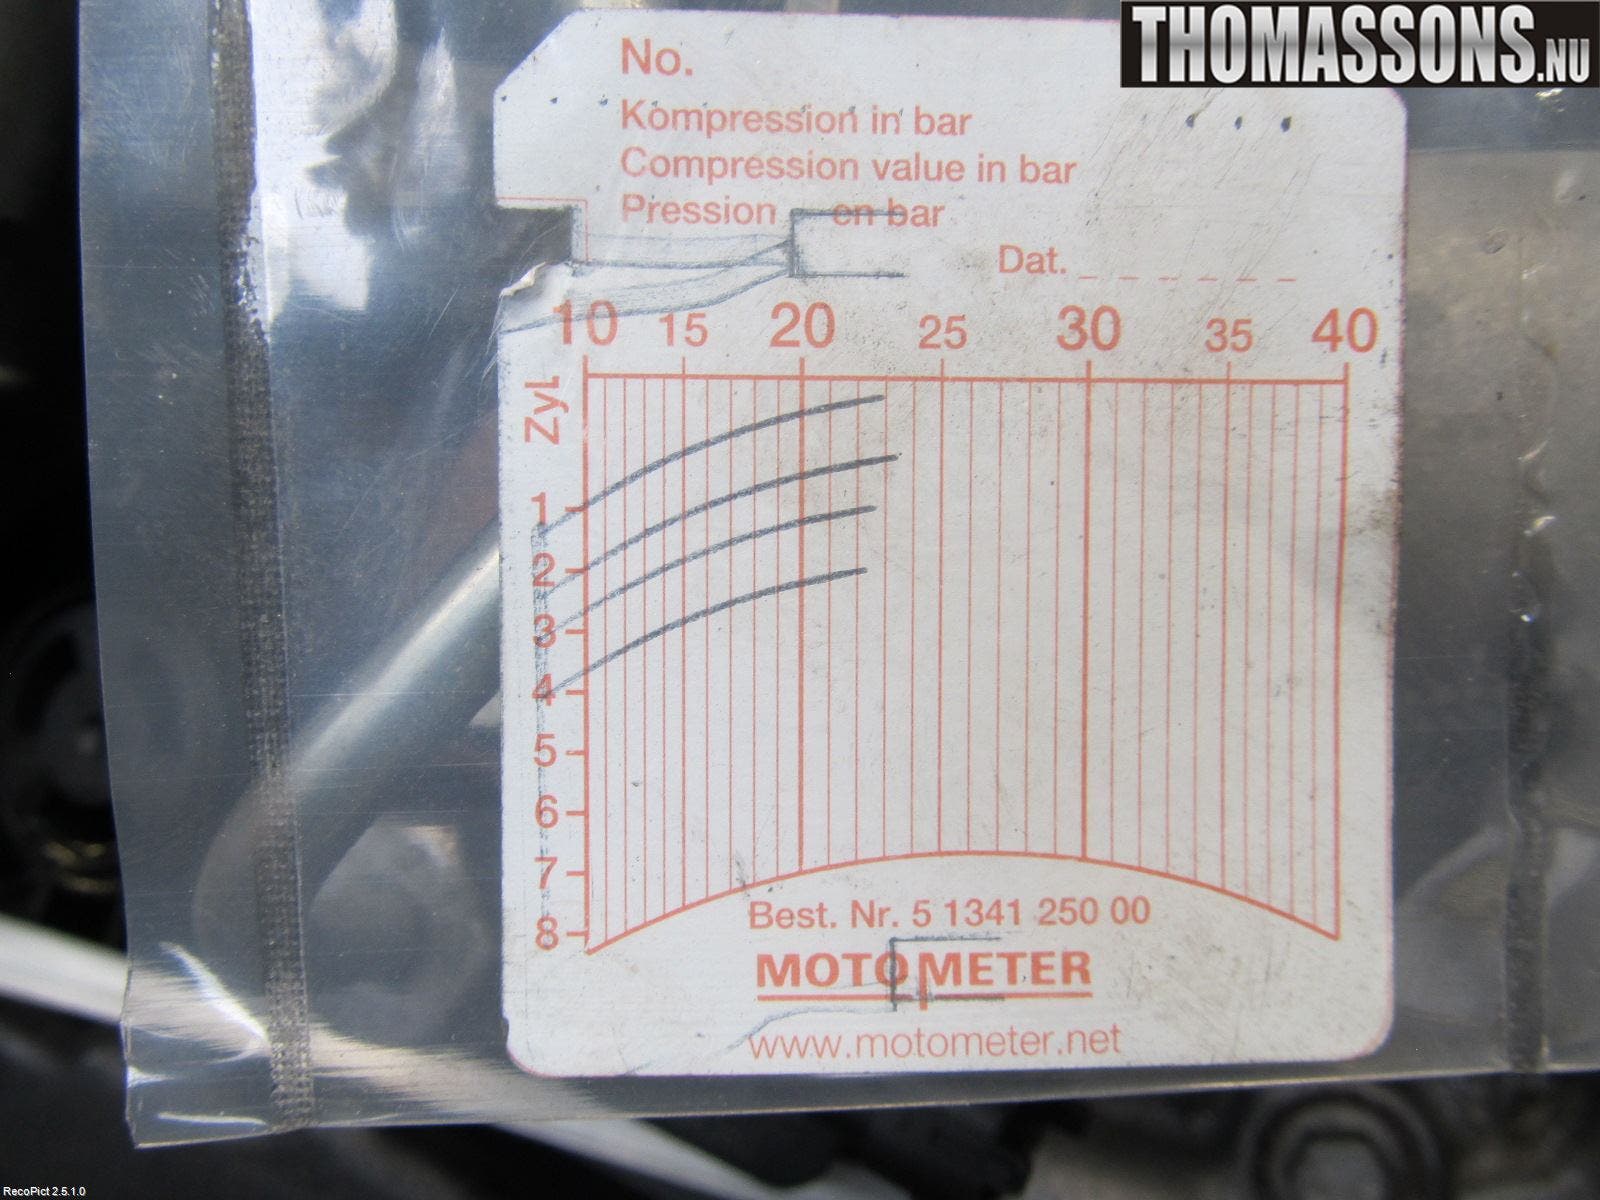 THOMASSONS.NU
No.
Kompression in bar
Compression value in bar
Pression en bar
Dat.
10 15 20 25 30 35 40
Zyl.
1
2
3
4
5
6
7
8
Best. Nr. 5 1341 250 00
MOTOMETER
www.motometer.net
RecoPict 2.5.1.0